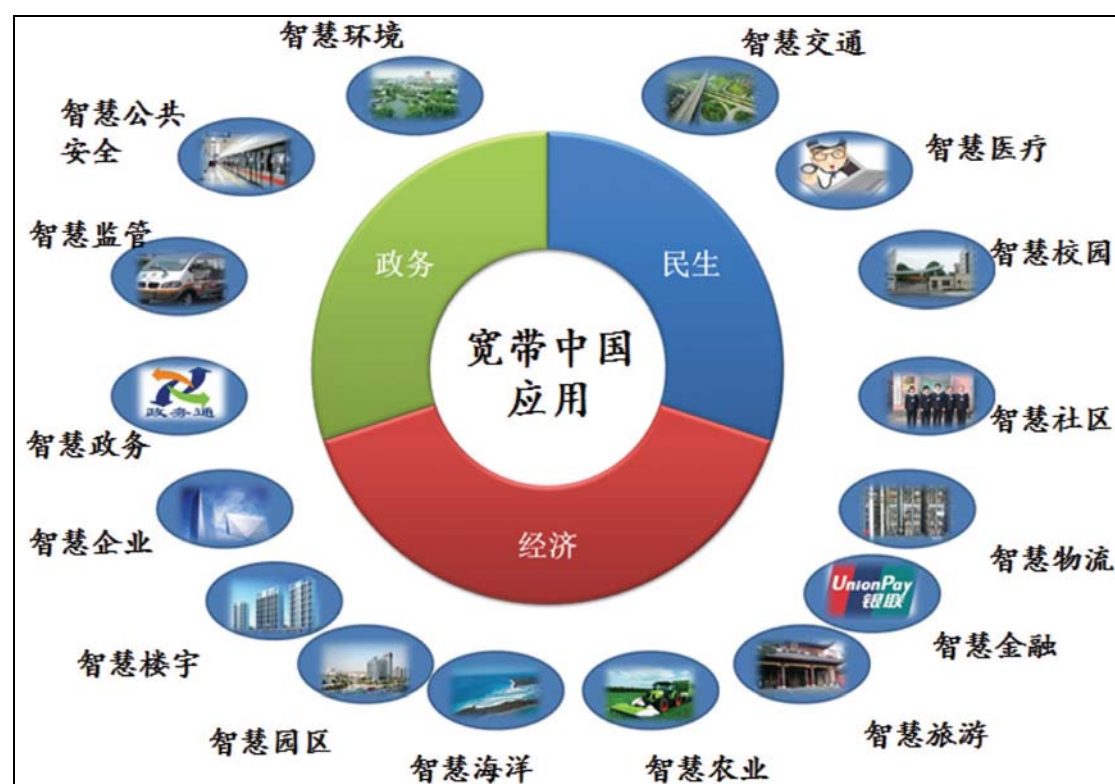 智慧环境
智慧交通
智慧公共
安全
智慧医疗
智慧监管
智慧校园
政务
民生
宽带中国
应用
政务通
智慧政务
智慧社区
智慧企业
经济
智慧物流
UnionPay
银联
智慧楼宇
智慧金融
智慧园区
智慧旅游
智慧海洋
智慧农业